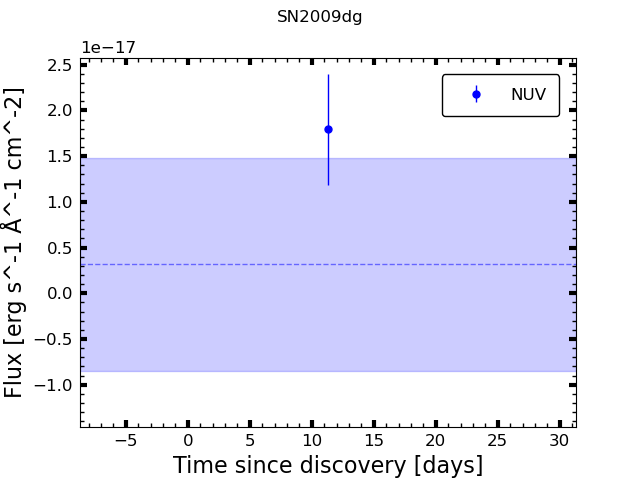 SN2009dg
1e−17
2.5
2.0
1.5
1.0
0.5
0.0
−0.5
−1.0
Flux [erg s^-1 Å^-1 cm^-2]
NUV
−5 0 5 10 15 20 25 30
Time since discovery [days]